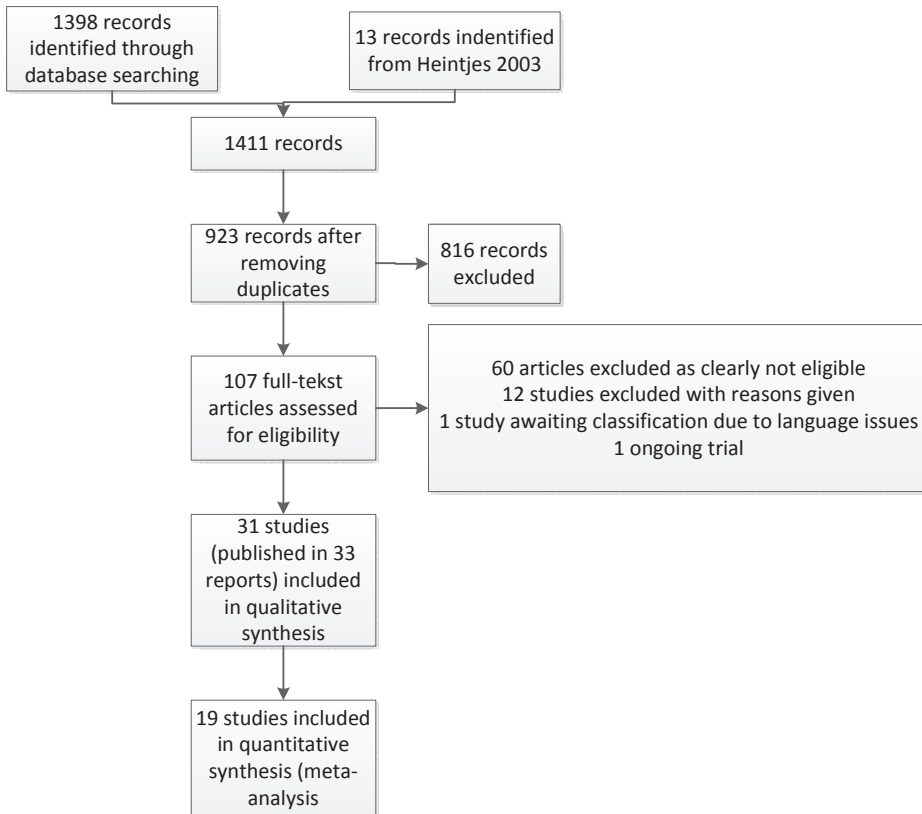 1398 records
identified through
database searching
13 records indentified
from Heintjes 2003
1411 records
923 records after
removing
duplicates
816 records
excluded
107 full-tekst
articles assessed
for eligibility
60 articles excluded as clearly not eligible
12 studies excluded with reasons given
1 study awaiting classification due to language issues
1 ongoing trial
31 studies
(published in 33
reports) included
in qualitative
synthesis
19 studies included
in quantitative
synthesis (meta-
analysis